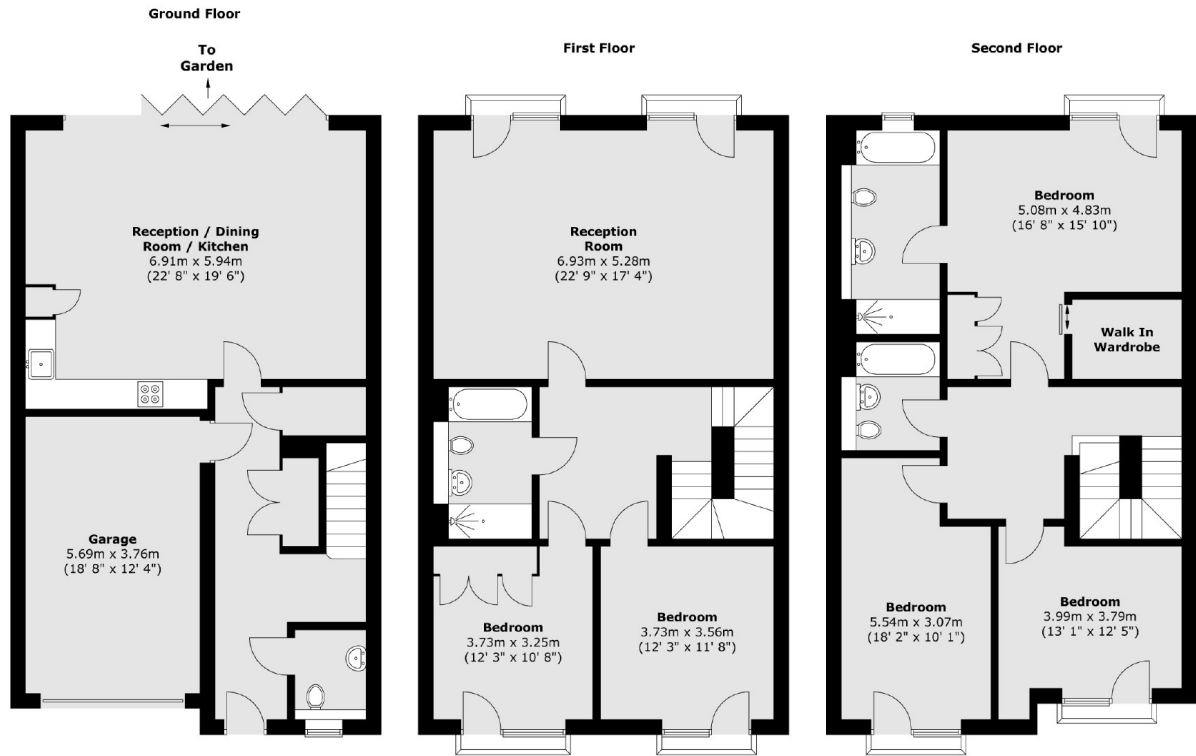 Ground Floor
To
Garden
Reception / Dining
Room / Kitchen
6.91m x 5.94m
(22' 8" x 19' 6")
Garage
5.69m x 3.76m
(18' 8" x 12' 4")
First Floor
Reception
Room
6.93m x 5.28m
(22' 9" x 17' 4")
Bedroom
3.73m x 3.25m
(12' 3" x 10' 8")
Bedroom
3.73m x 3.56m
(12' 3" x 11' 8")
Second Floor
Bedroom
5.08m x 4.83m
(16' 8" x 15' 10")
Walk In
Wardrobe
Bedroom
5.54m x 3.07m
(18' 2" x 10' 1")
Bedroom
3.99m x 3.79m
(13' 1" x 12' 5")